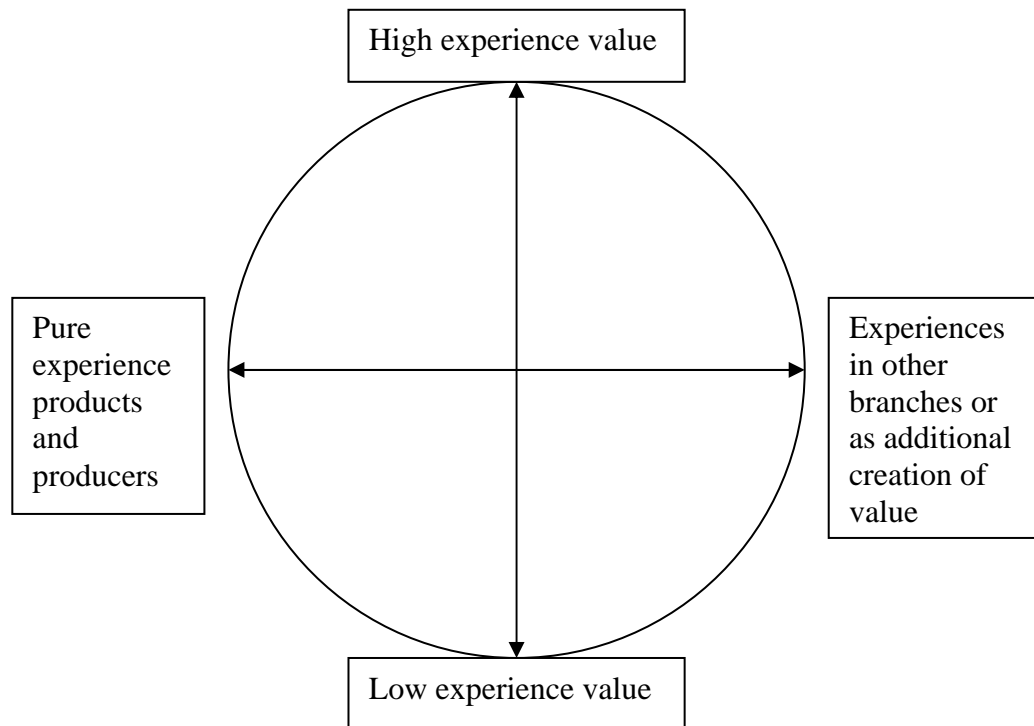 High experience value
Pure
experience
products
and
producers
Experiences
in other
branches or
as additional
creation of
value
Low experience value